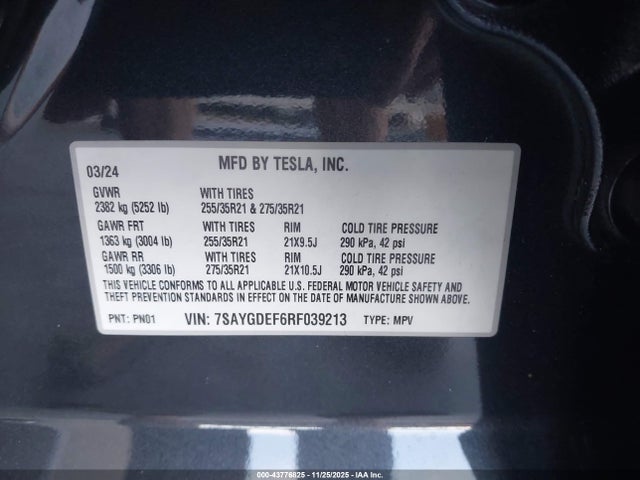 03/24 MFD BY TESLA, INC.
GVWR WITH TIRES
2382 kg (5252 lb) 255/35R21 & 275/35R21
GAWR FRT WITH TIRES RIM COLD TIRE PRESSURE
1363 kg (3004 lb) 255/35R21 21X9.5J 290 kPa, 42 psi
GAWR RR WITH TIRES RIM COLD TIRE PRESSURE
1500 kg (3306 lb) 275/35R21 21X10.5J 290 kPa, 42 psi
THIS VEHICLE CONFORMS TO ALL APPLICABLE U.S. FEDERAL MOTOR VEHICLE SAFETY AND
THEFT PREVENTION STANDARDS IN EFFECT ON THE DATE OF MANUFACTURE SHOWN ABOVE.
PNT: PN01 VIN: 7SAYGDEF6RF039213 TYPE: MPV
000-43776825 - 11/25/2025 - IAA Inc.